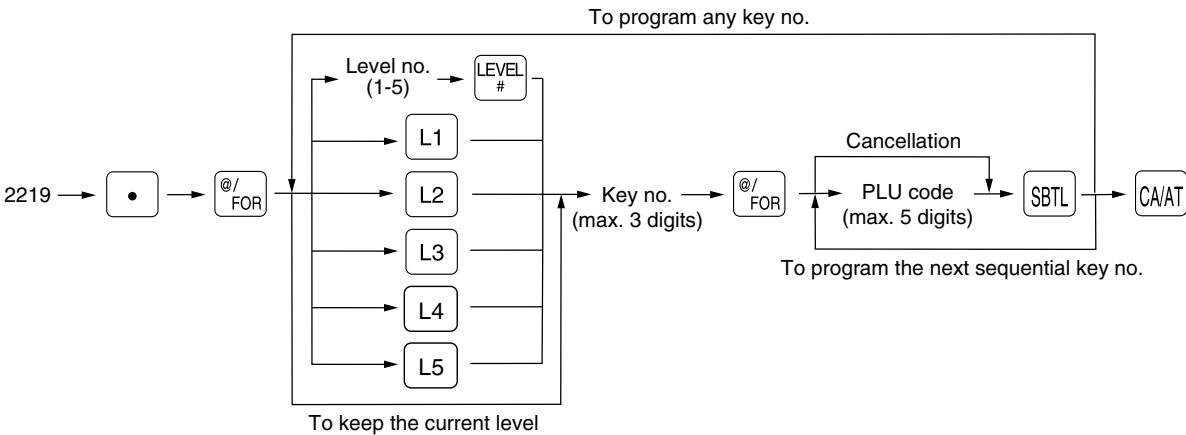 To program any key no.
Level no.
(1-5)
LEVEL
#
L1
L2
L3
L4
L5
2219
•
@/
FOR
Key no.
(max. 3 digits)
@/
FOR
Cancellation
PLU code
(max. 5 digits)
SBTL
CA/AT
To program the next sequential key no.
To keep the current level